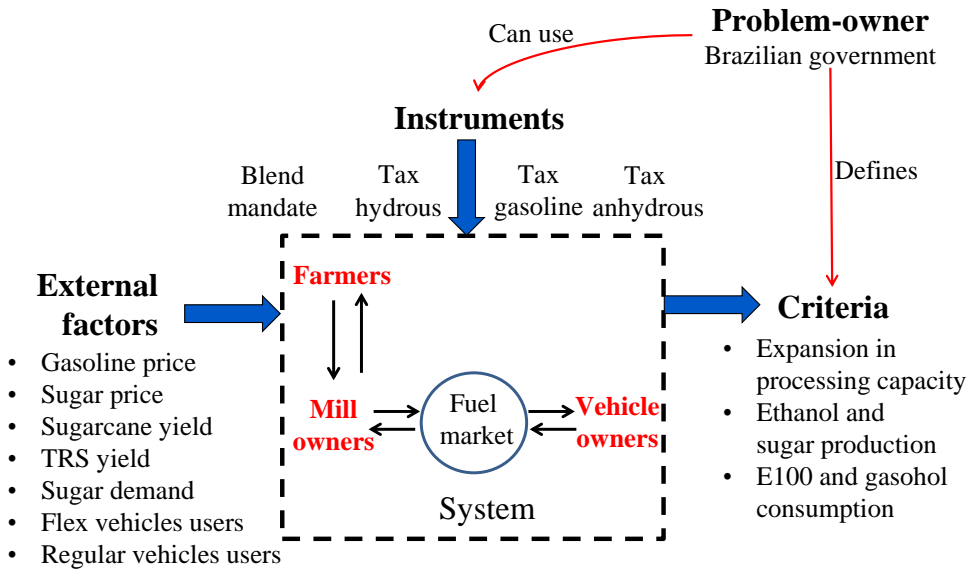 Problem-owner
Brazilian government
Can use
Instruments
Defines
Blend
mandate
Tax
hydrous
Tax
gasoline
Tax
anhydrous
External
factors
• Gasoline price
• Sugar price
• Sugarcane yield
• TRS yield
• Sugar demand
• Flex vehicles users
• Regular vehicles users
Farmers
Mill
owners
Fuel
market
Vehicle
owners
System
Criteria
• Expansion in
processing capacity
• Ethanol and
sugar production
• E100 and gasohol
consumption